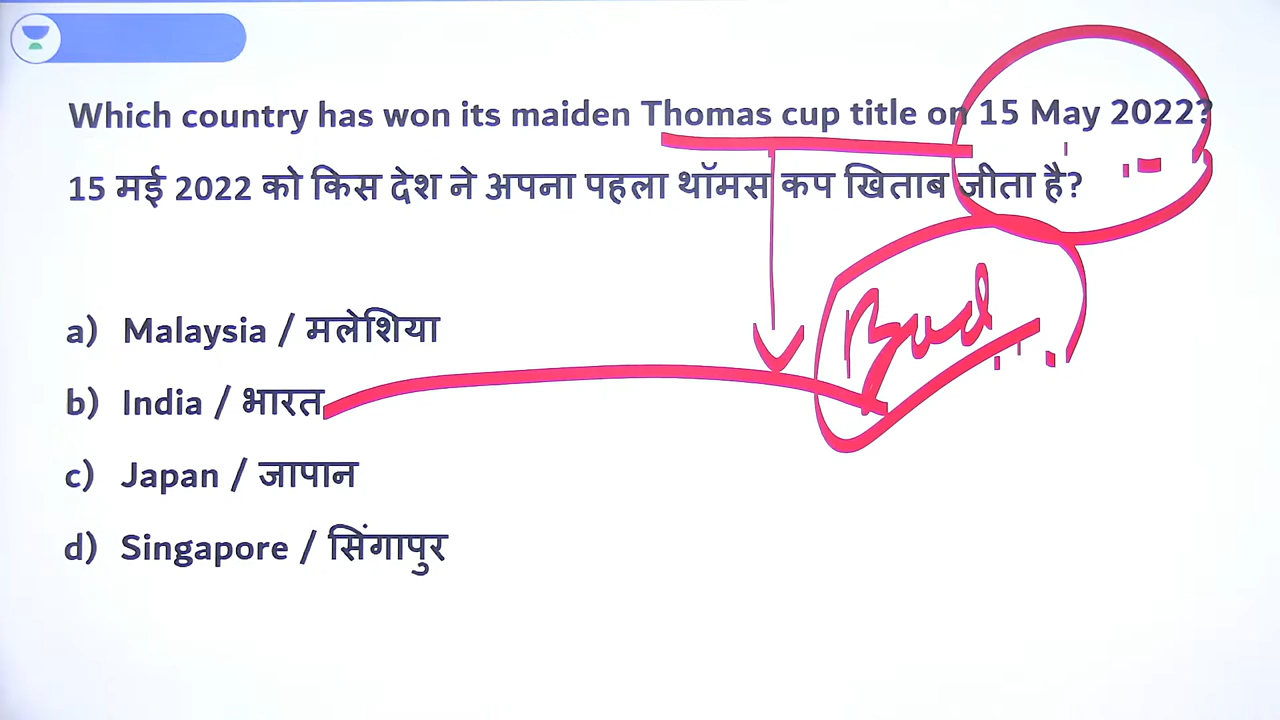 Which country has won its maiden Thomas cup title on 15 May 2022?
15 मई 2022 को किस देश ने अपना पहला थॉमस कप खिताब जीता है?
a) Malaysia / मलेशिया
b) India / भारत
c) Japan / जापान
d) Singapore / सिंगापुर